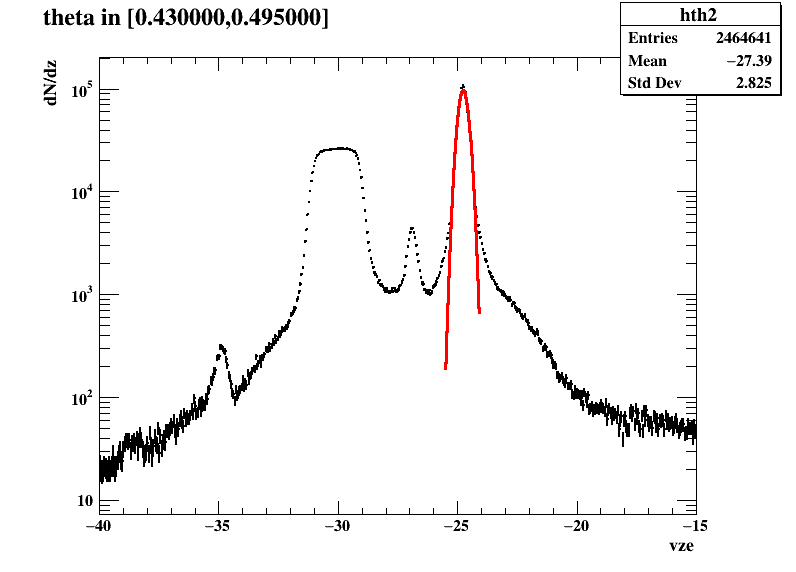 theta in [0.430000,0.495000]
hth2
Entries 2464641
Mean −27.39
Std Dev 2.825
dN/dz
10^5
10^4
10^3
10^2
10
−40 −35 −30 −25 −20 −15
vze